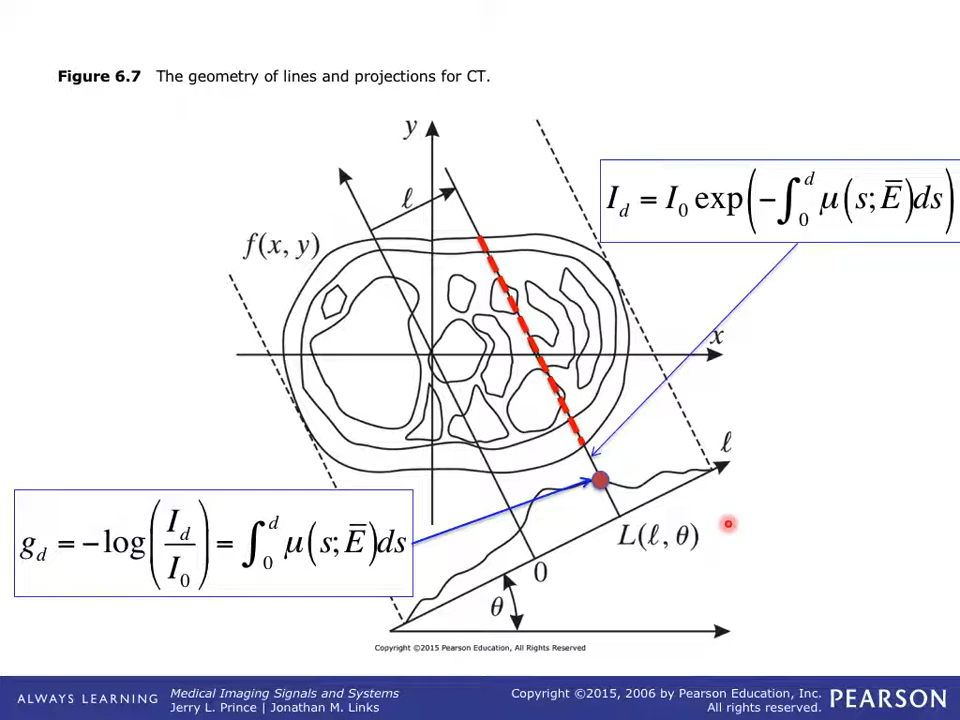 Figure 6.7 The geometry of lines and projections for CT.
y
ℓ
I_d = I_0 exp(−∫_0^d μ(s; E̅)ds)
f(x, y)
x
ℓ
g_d = −log(I_d / I_0) = ∫_0^d μ(s; E̅)ds
L(ℓ, θ)
0
θ
Copyright ©2015 Pearson Education, All Rights Reserved
ALWAYS LEARNING
Medical Imaging Signals and Systems
Jerry L. Prince | Jonathan M. Links
Copyright ©2015, 2006 by Pearson Education, Inc.
All rights reserved.
PEARSON